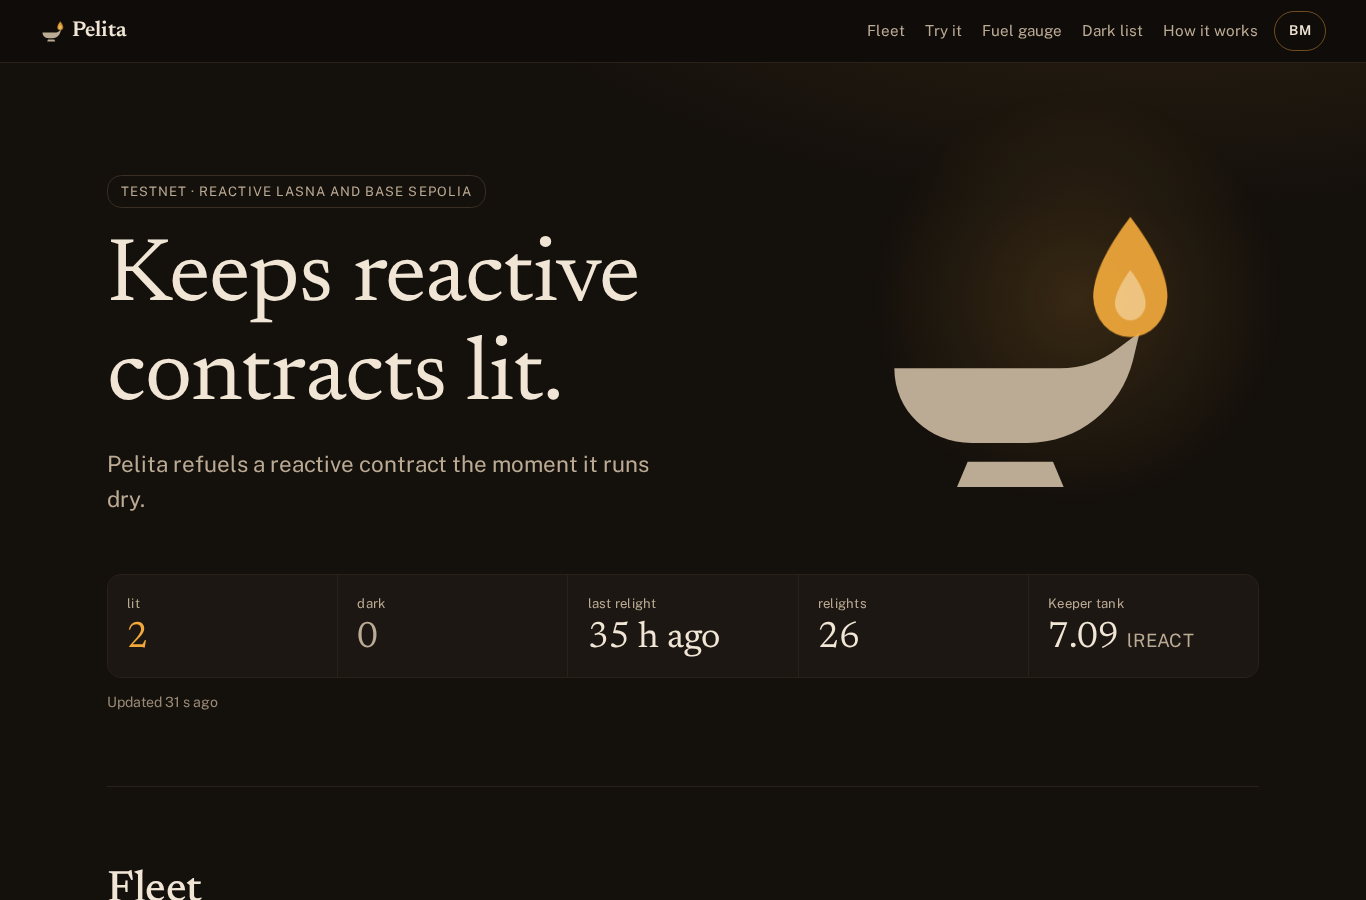 Pelita
Fleet
Try it
Fuel gauge
Dark list
How it works
BM
TESTNET · REACTIVE LASNA AND BASE SEPOLIA
Keeps reactive
contracts lit.
Pelita refuels a reactive contract the moment it runs
dry.
lit
2
dark
0
last relight
35 h ago
relights
26
Keeper tank
7.09 lREACT
Updated 31 s ago
Fleet